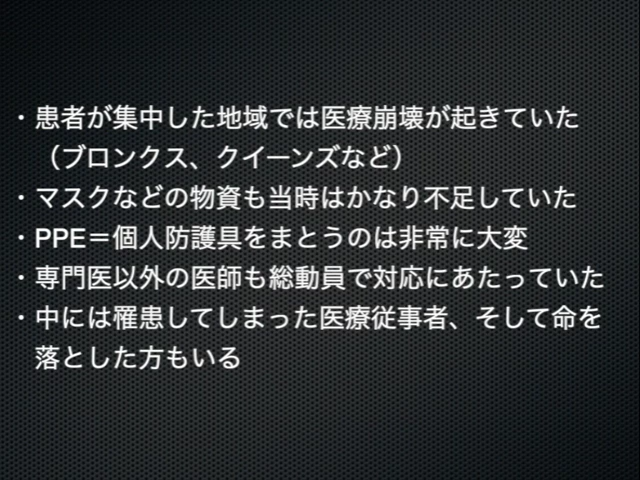 ・患者が集中した地域では医療崩壊が起きていた
（ブロンクス、クイーンズなど）
・マスクなどの物資も当時はかなり不足していた
・PPE＝個人防護具をまとうのは非常に大変
・専門医以外の医師も総動員で対応にあたっていた
・中には罹患してしまった医療従事者、そして命を
落とした方もいる